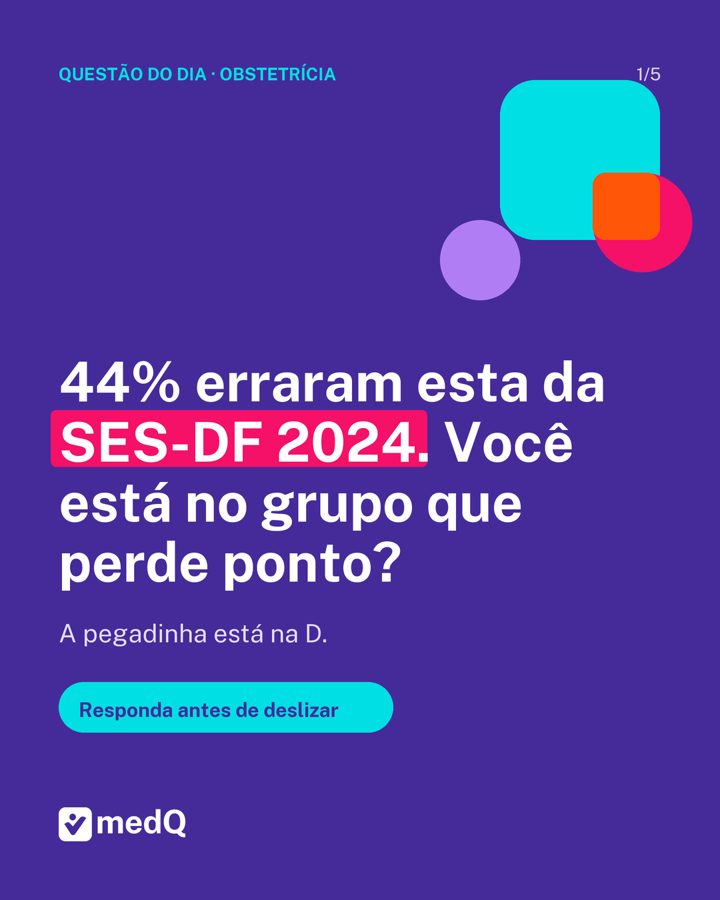 QUESTÃO DO DIA · OBSTETRÍCIA
1/5
44% erraram esta da
SES-DF 2024. Você
está no grupo que
perde ponto?
A pegadinha está na D.
Responda antes de deslizar
medQ